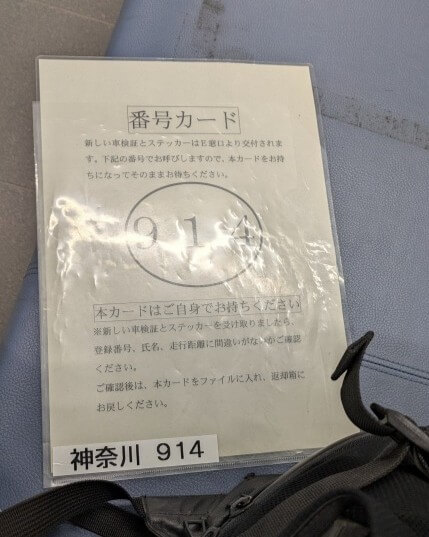 番号カード
新しい車検証とステッカーはE窓口より交付されま
す。下記の番号でお呼びしますので、本カードをお持
ちになってそのままお待ちください。
914
本カードはご自身でお持ちください
※新しい車検証とステッカーを受け取りましたら、
登録番号、氏名、走行距離に間違いがないかご確認
ください。
ご確認後は、本カードをファイルに入れ、返却箱に
お戻しください。
神奈川 914